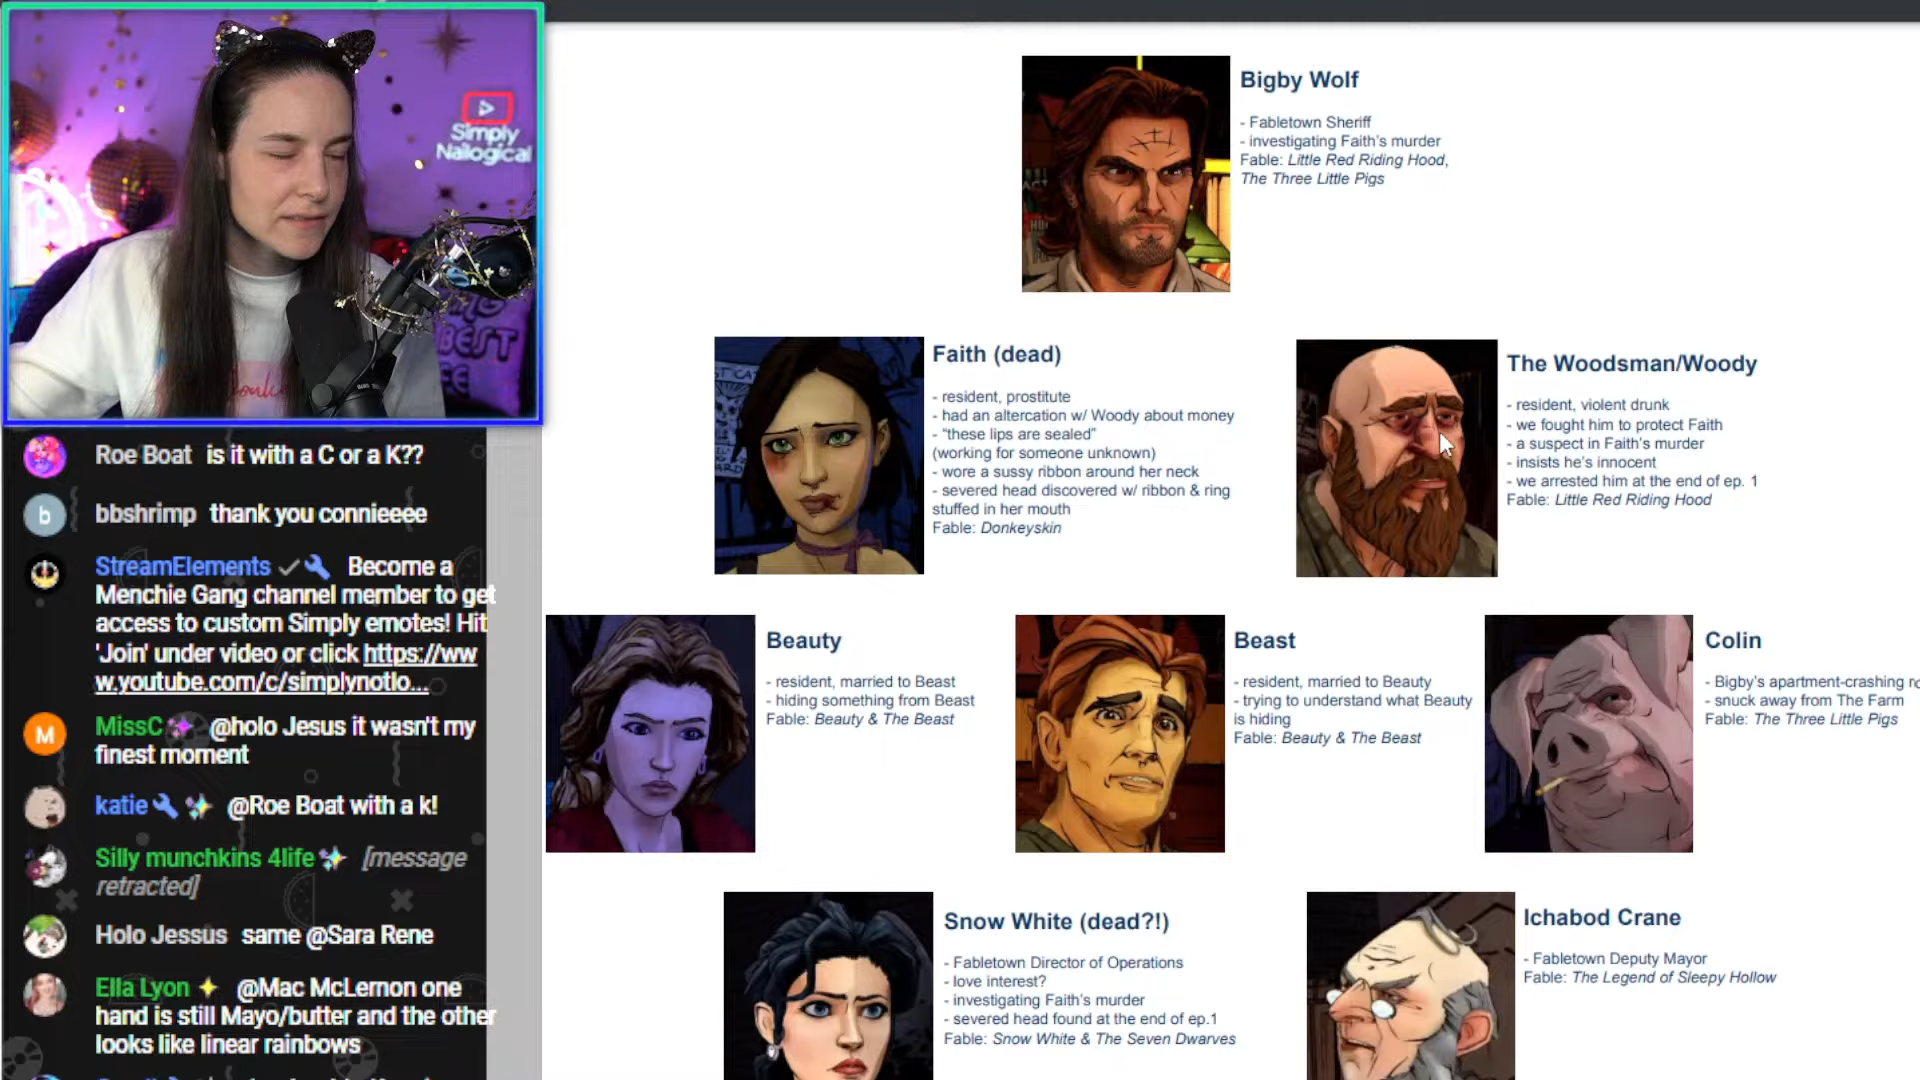 Simply
Nailogical
BEST
Roe Boat is it with a C or a K??
bbshrimp thank you connieeee
StreamElements Become a
Menchie Gang channel member to get
access to custom Simply emotes! Hit
'Join' under video or click https://ww
w.youtube.com/c/simplynotlo...
MissC @holo Jesus it wasn't my
finest moment
katie @Roe Boat with a k!
Silly munchkins 4life [message
retracted]
Holo Jessus same @Sara Rene
Ella Lyon @Mac McLernon one
hand is still Mayo/butter and the other
looks like linear rainbows
Bigby Wolf
- Fabletown Sheriff
- investigating Faith's murder
Fable: Little Red Riding Hood,
The Three Little Pigs
Faith (dead)
- resident, prostitute
- had an altercation w/ Woody about money
- “these lips are sealed”
(working for someone unknown)
- wore a sussy ribbon around her neck
- severed head discovered w/ ribbon & ring
stuffed in her mouth
Fable: Donkeyskin
The Woodsman/Woody
- resident, violent drunk
- we fought him to protect Faith
- a suspect in Faith's murder
- insists he's innocent
- we arrested him at the end of ep. 1
Fable: Little Red Riding Hood
Beauty
- resident, married to Beast
- hiding something from Beast
Fable: Beauty & The Beast
Beast
- resident, married to Beauty
- trying to understand what Beauty
is hiding
Fable: Beauty & The Beast
Colin
- Bigby's apartment-crashing
- snuck away from The Farm
Fable: The Three Little Pigs
Snow White (dead?!)
- Fabletown Director of Operations
- love interest?
- investigating Faith's murder
- severed head found at the end of ep.1
Fable: Snow White & The Seven Dwarves
Ichabod Crane
- Fabletown Deputy Mayor
Fable: The Legend of Sleepy Hollow